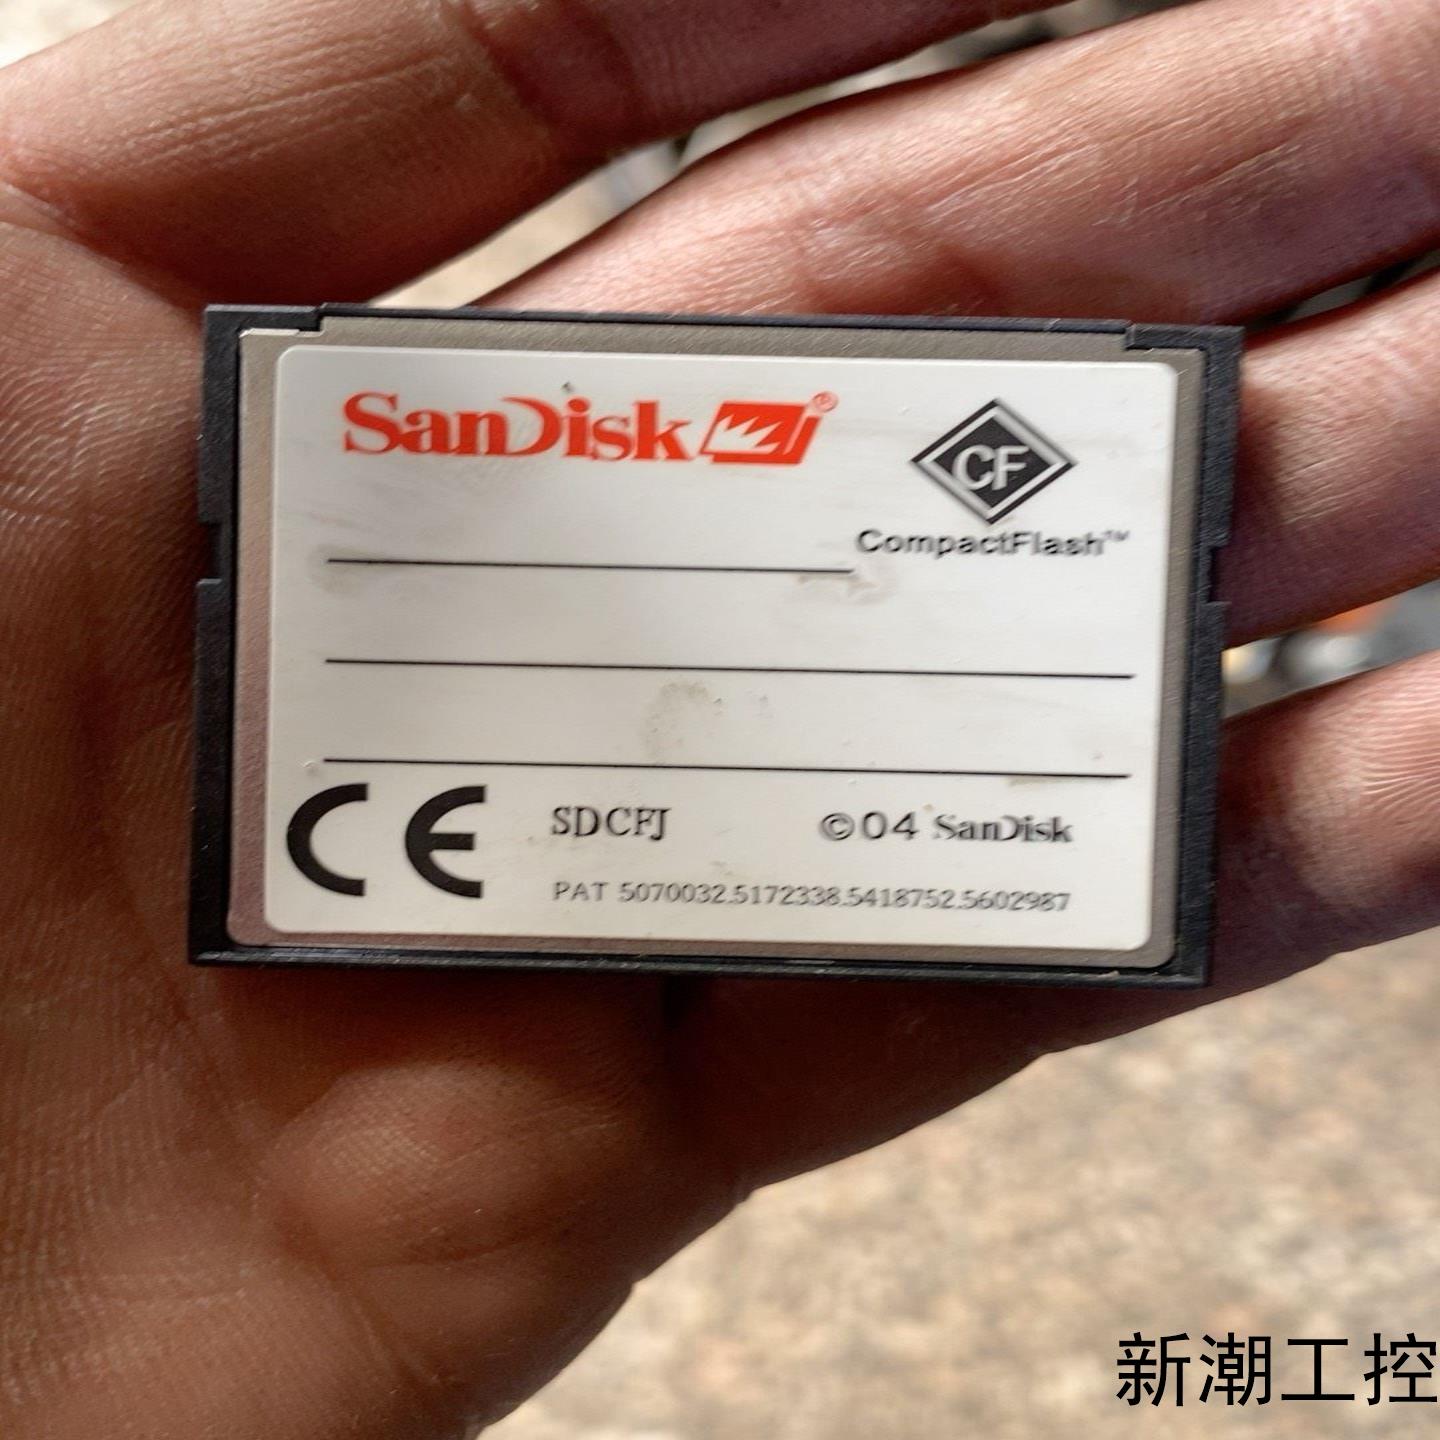 SanDisk ®
CF
CompactFlash™
CE SDCFJ ©04 SanDisk
PAT 5070032.5172338.5418752.5602987
新潮工控